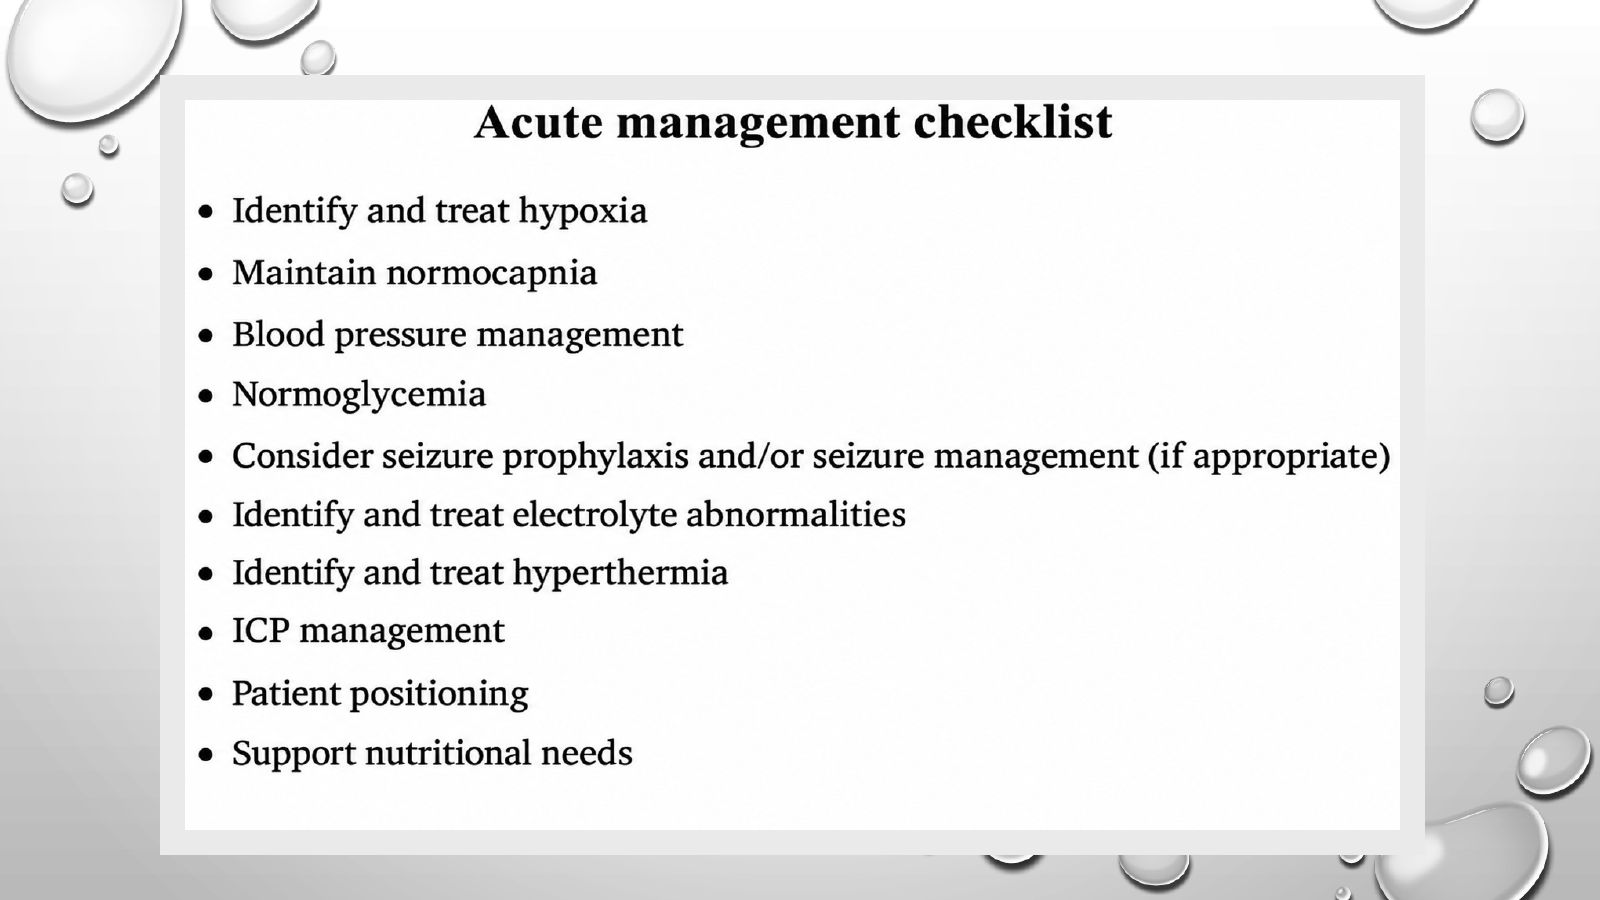 Acute management checklist
• Identify and treat hypoxia
• Maintain normocapnia
• Blood pressure management
• Normoglycemia
• Consider seizure prophylaxis and/or seizure management (if appropriate)
• Identify and treat electrolyte abnormalities
• Identify and treat hyperthermia
• ICP management
• Patient positioning
• Support nutritional needs